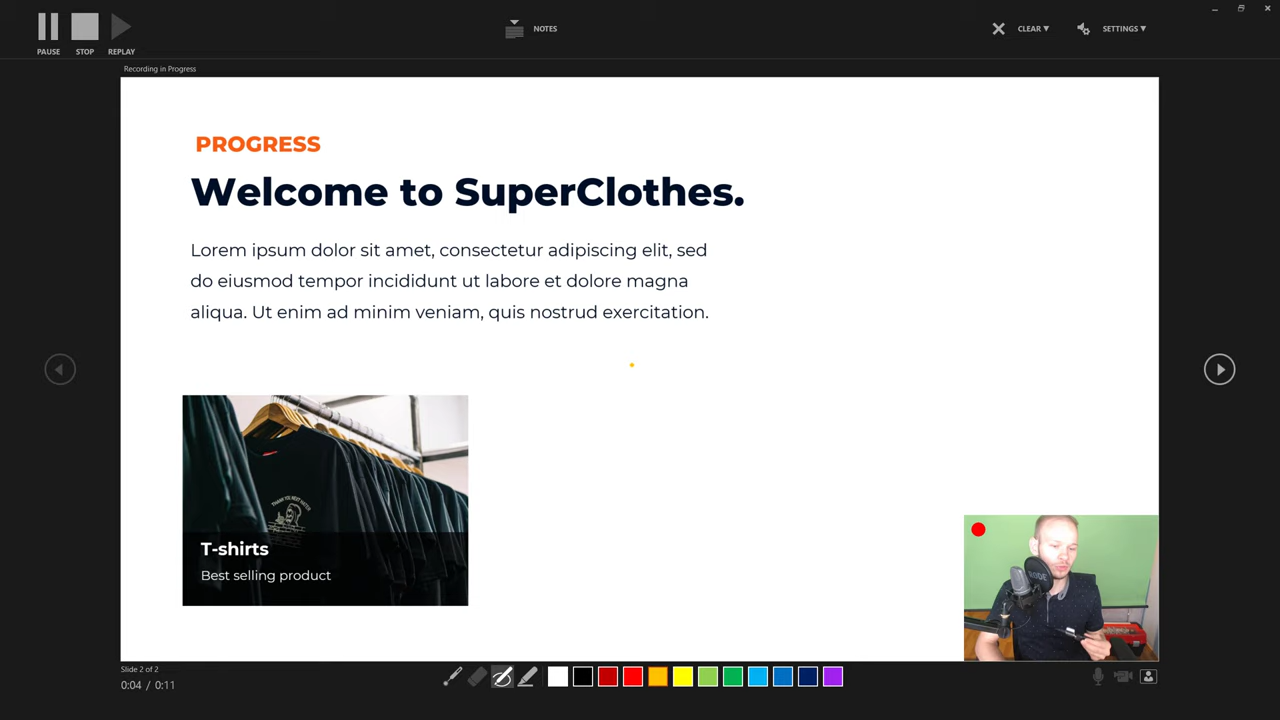 PAUSE
STOP
REPLAY
NOTES
CLEAR
SETTINGS
Recording in Progress
PROGRESS
Welcome to SuperClothes.
Lorem ipsum dolor sit amet, consectetur adipiscing elit, sed
do eiusmod tempor incididunt ut labore et dolore magna
aliqua. Ut enim ad minim veniam, quis nostrud exercitation.
T-shirts
Best selling product
RODE
Slide 2 of 2
0:04 / 0:11